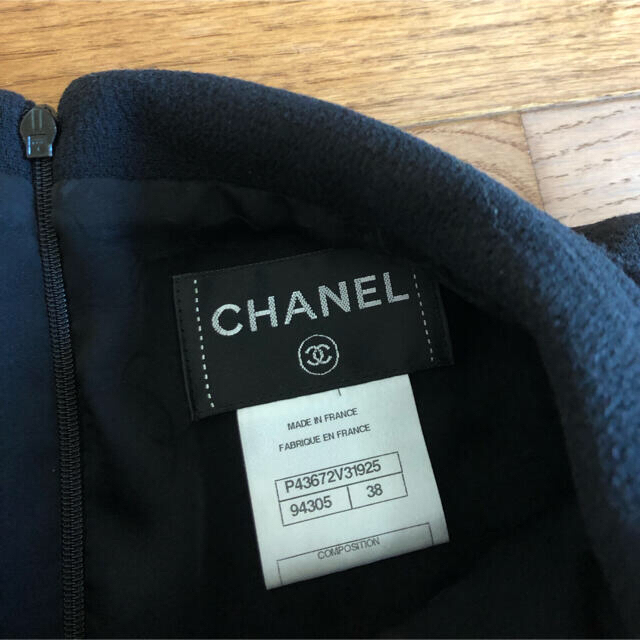 CHANEL
MADE IN FRANCE
FABRIQUE EN FRANCE
P43672V31925
94305 38
COMPOSITION